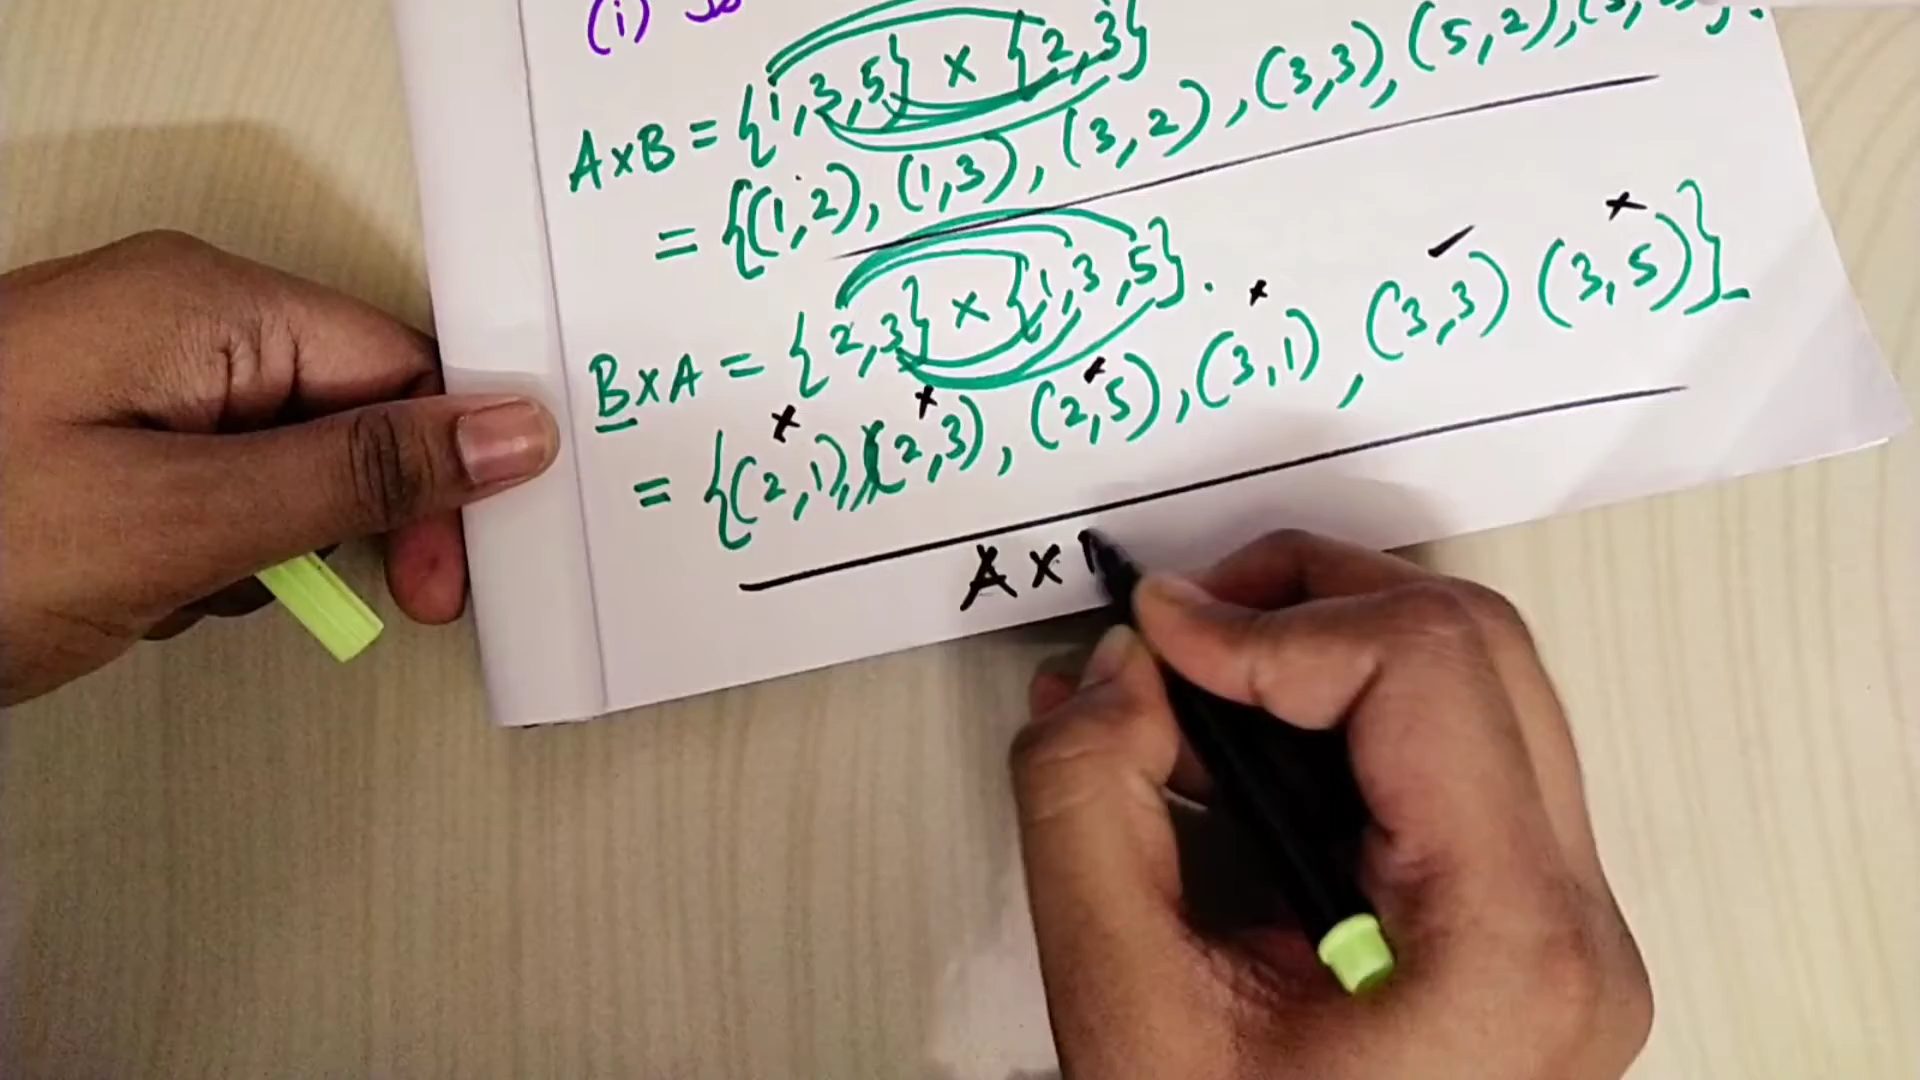 (i)
A×B = {1,3,5} × {2,3}
= {(1,2), (1,3), (3,2), (3,3), (5,2),
B×A = {2,3} × {1,3,5}.
= {(2,1), (2,3), (2,5), (3,1), (3,3) (3,5)}
A ×